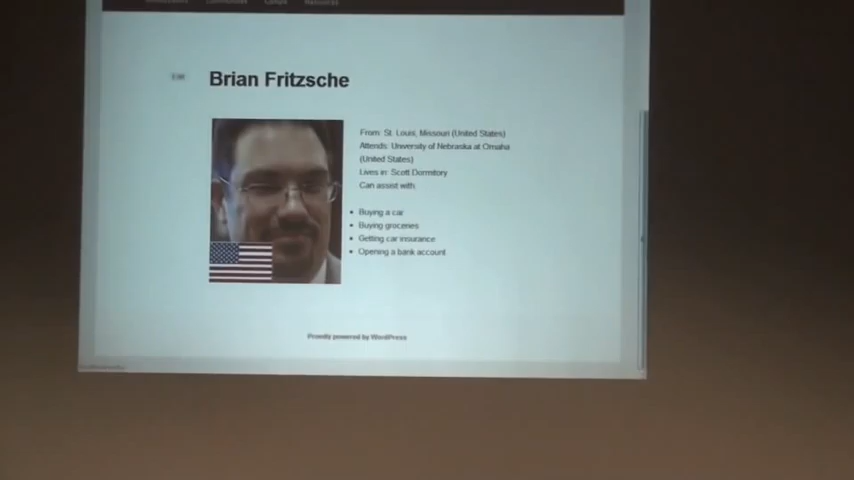 Resources
Brian Fritzsche
From: St. Louis, Missouri (United States)
Attends: University of Nebraska at Omaha
(United States)
Lives in: Scott Dormitory
Can assist with:
Buying a car
Buying groceries
Getting car insurance
Opening a bank account
Proudly powered by WordPress